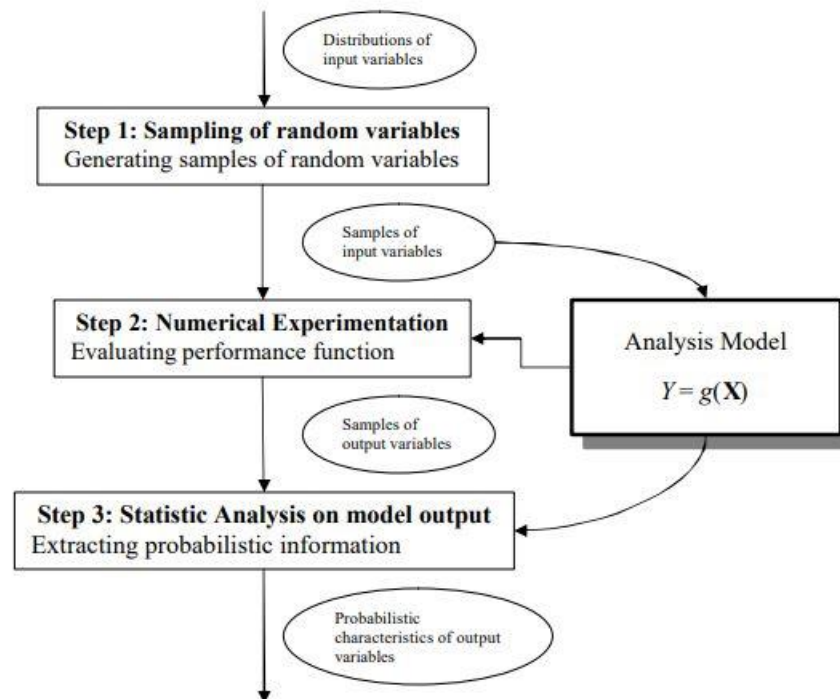 Distributions of
input variables
Step 1: Sampling of random variables
Generating samples of random variables
Samples of
input variables
Step 2: Numerical Experimentation
Evaluating performance function
Analysis Model
Y = g(X)
Samples of
output variables
Step 3: Statistic Analysis on model output
Extracting probabilistic information
Probabilistic
characteristics of output
variables